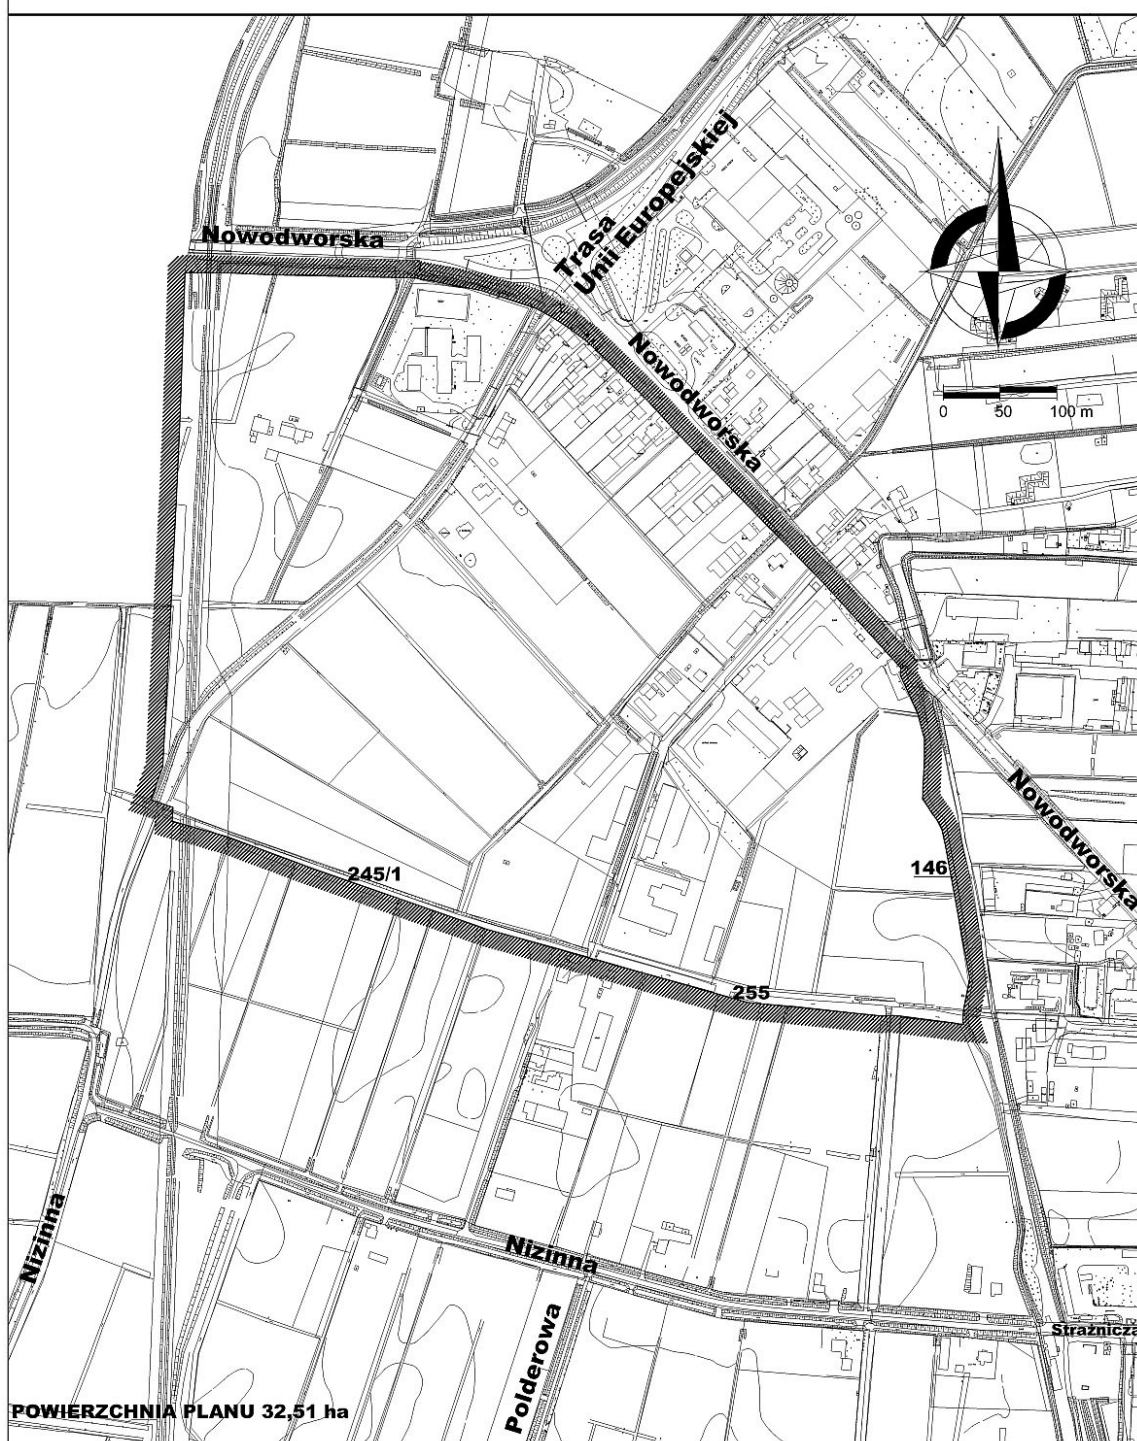 Nowodworska
Trasa
Unii Europejskiej
Nowodworska
0 50 100 m
Nowodworska
245/1
146
255
Nizinna
Nizinna
Polderowa
Strażnicza
POWIERZCHNIA PLANU 32,51 ha